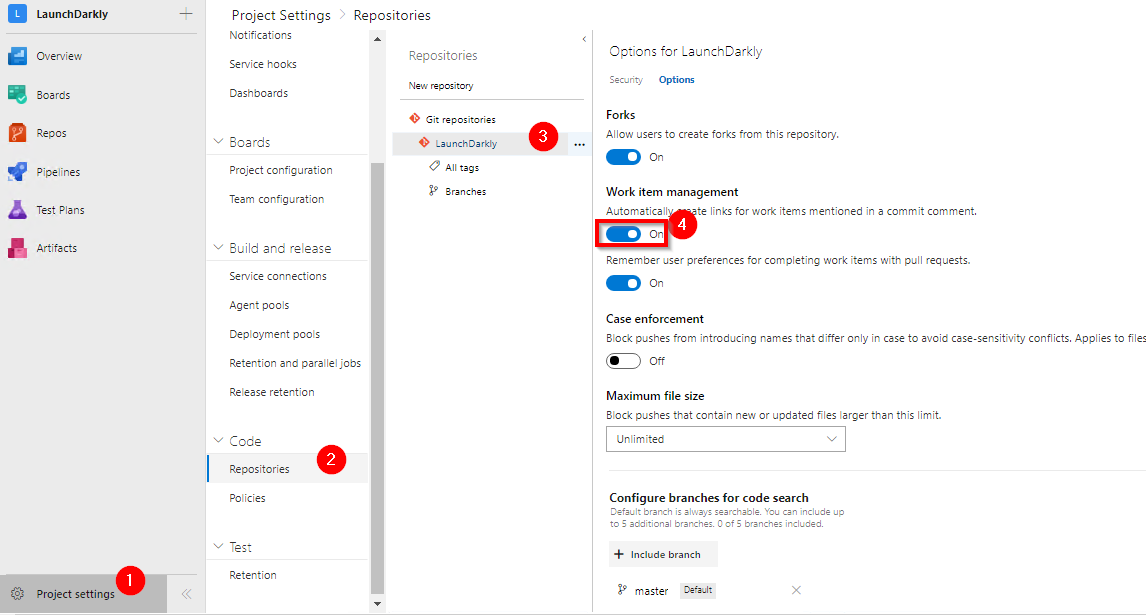 L LaunchDarkly
Overview
Boards
Repos
Pipelines
Test Plans
Artifacts
Project settings
1
Project Settings > Repositories
Notifications
Service hooks
Dashboards
Boards
Project configuration
Team configuration
Build and release
Service connections
Agent pools
Deployment pools
Retention and parallel jobs
Release retention
Code
Repositories
2
Policies
Test
Retention
Repositories
New repository
Git repositories
LaunchDarkly
3
...
All tags
Branches
Options for LaunchDarkly
Security Options
Forks
Allow users to create forks from this repository.
On
Work item management
Automatically create links for work items mentioned in a commit comment.
On
4
Remember user preferences for completing work items with pull requests.
On
Case enforcement
Block pushes from introducing names that differ only in case to avoid case-sensitivity conflicts. Applies to files
Off
Maximum file size
Block pushes that contain new or updated files larger than this limit.
Unlimited
Configure branches for code search
Default branch is always searchable. You can include up
to 5 additional branches, 0 of 5 branches included.
+ Include branch
master Default